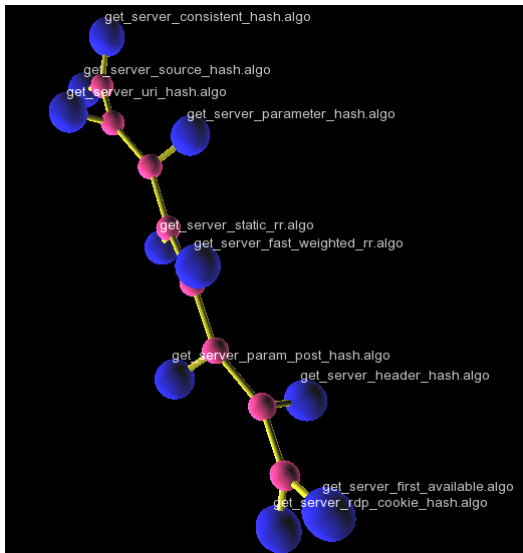 get_server_consistent_hash.algo
get_server_source_hash.algo
get_server_uri_hash.algo
get_server_parameter_hash.algo
get_server_static_rr.algo
get_server_fast_weighted_rr.algo
get_server_param_post_hash.algo
get_server_header_hash.algo
get_server_first_available.algo
get_server_rdp_cookie_hash.algo